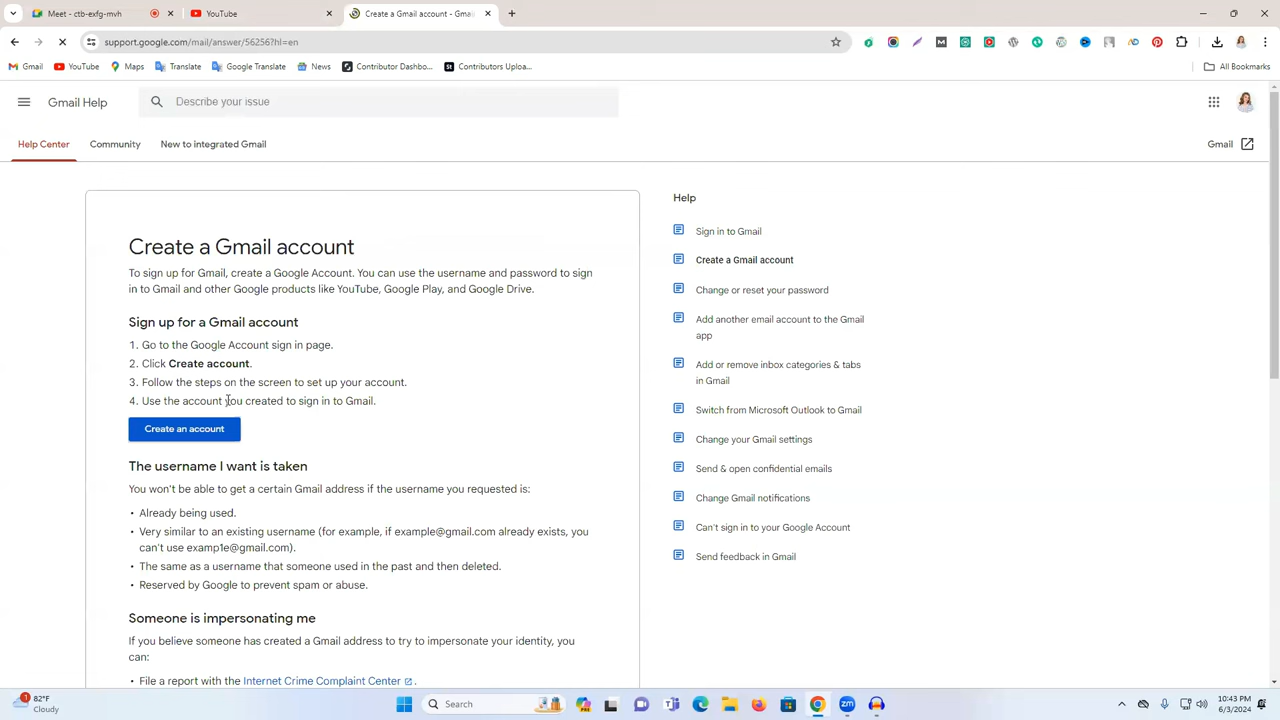 Meet - ctb-exfg-mvh
YouTube
Create a Gmail account - Gma
support.google.com/mail/answer/56256?hl=en
Gmail
YouTube
Maps
Translate
Google Translate
News
Contributor Dashbo...
Contributors Uploa...
All Bookmarks
Gmail Help
Describe your issue
Help Center
Community
New to integrated Gmail
Gmail
Create a Gmail account
To sign up for Gmail, create a Google Account. You can use the username and password to sign
in to Gmail and other Google products like YouTube, Google Play, and Google Drive.
Sign up for a Gmail account
1. Go to the Google Account sign in page.
2. Click Create account.
3. Follow the steps on the screen to set up your account.
4. Use the account you created to sign in to Gmail.
Create an account
The username I want is taken
You won't be able to get a certain Gmail address if the username you requested is:
• Already being used.
• Very similar to an existing username (for example, if example@gmail.com already exists, you
can't use examp1e@gmail.com).
• The same as a username that someone used in the past and then deleted.
• Reserved by Google to prevent spam or abuse.
Someone is impersonating me
If you believe someone has created a Gmail address to try to impersonate your identity, you
can:
• File a report with the Internet Crime Complaint Center.
Help
Sign in to Gmail
Create a Gmail account
Change or reset your password
Add another email account to the Gmail
app
Add or remove inbox categories & tabs
in Gmail
Switch from Microsoft Outlook to Gmail
Change your Gmail settings
Send & open confidential emails
Change Gmail notifications
Can't sign in to your Google Account
Send feedback in Gmail
1
82°F
Cloudy
Search
zm
10:43 PM
6/3/2024